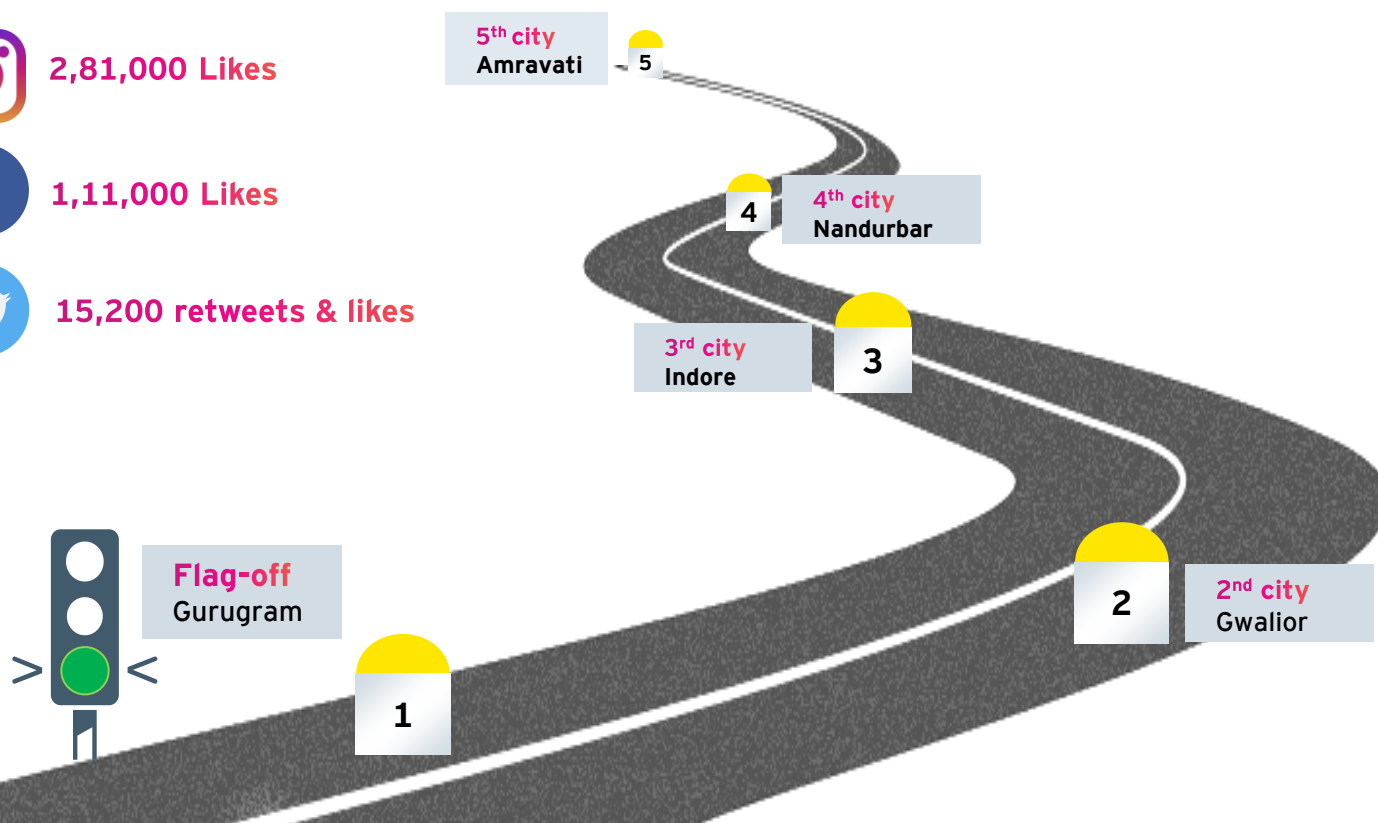 2,81,000 Likes
1,11,000 Likes
15,200 retweets & likes
5th city
Amravati
5
4
4th city
Nandurbar
3rd city
Indore
3
Flag-off
Gurugram
1
2
2nd city
Gwalior
> <